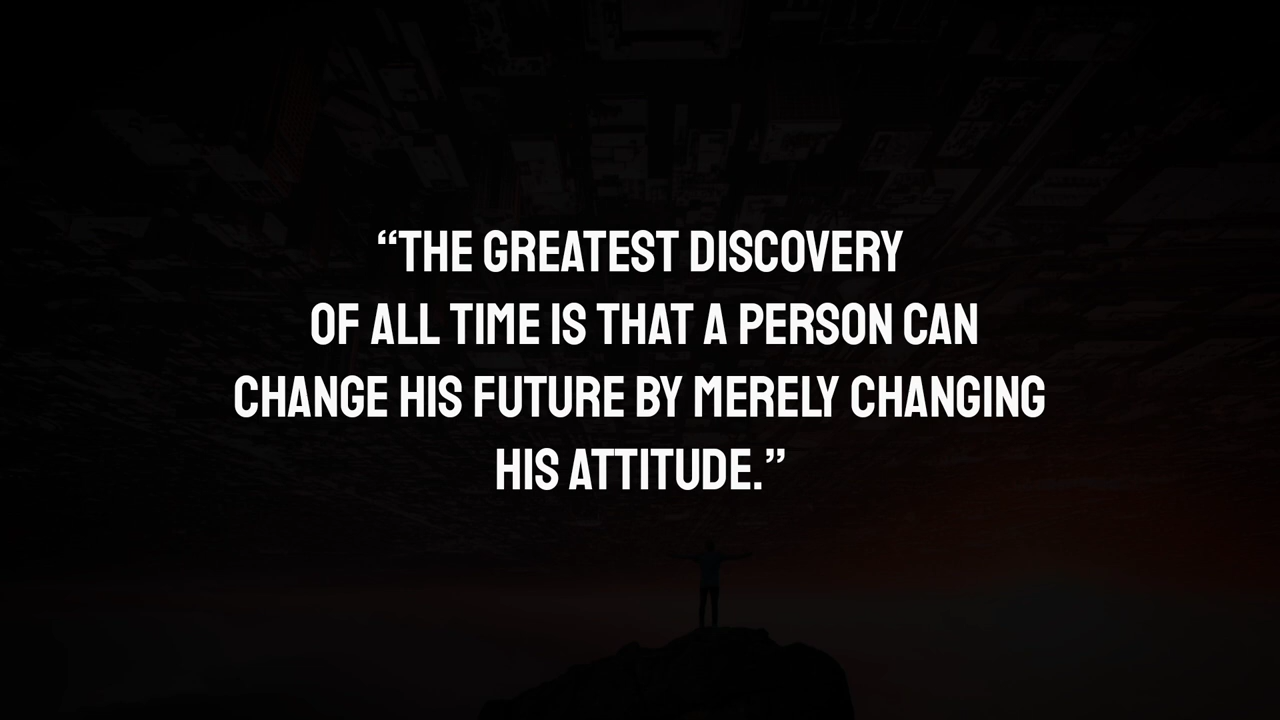 “THE GREATEST DISCOVERY
OF ALL TIME IS THAT A PERSON CAN
CHANGE HIS FUTURE BY MERELY CHANGING
HIS ATTITUDE.”